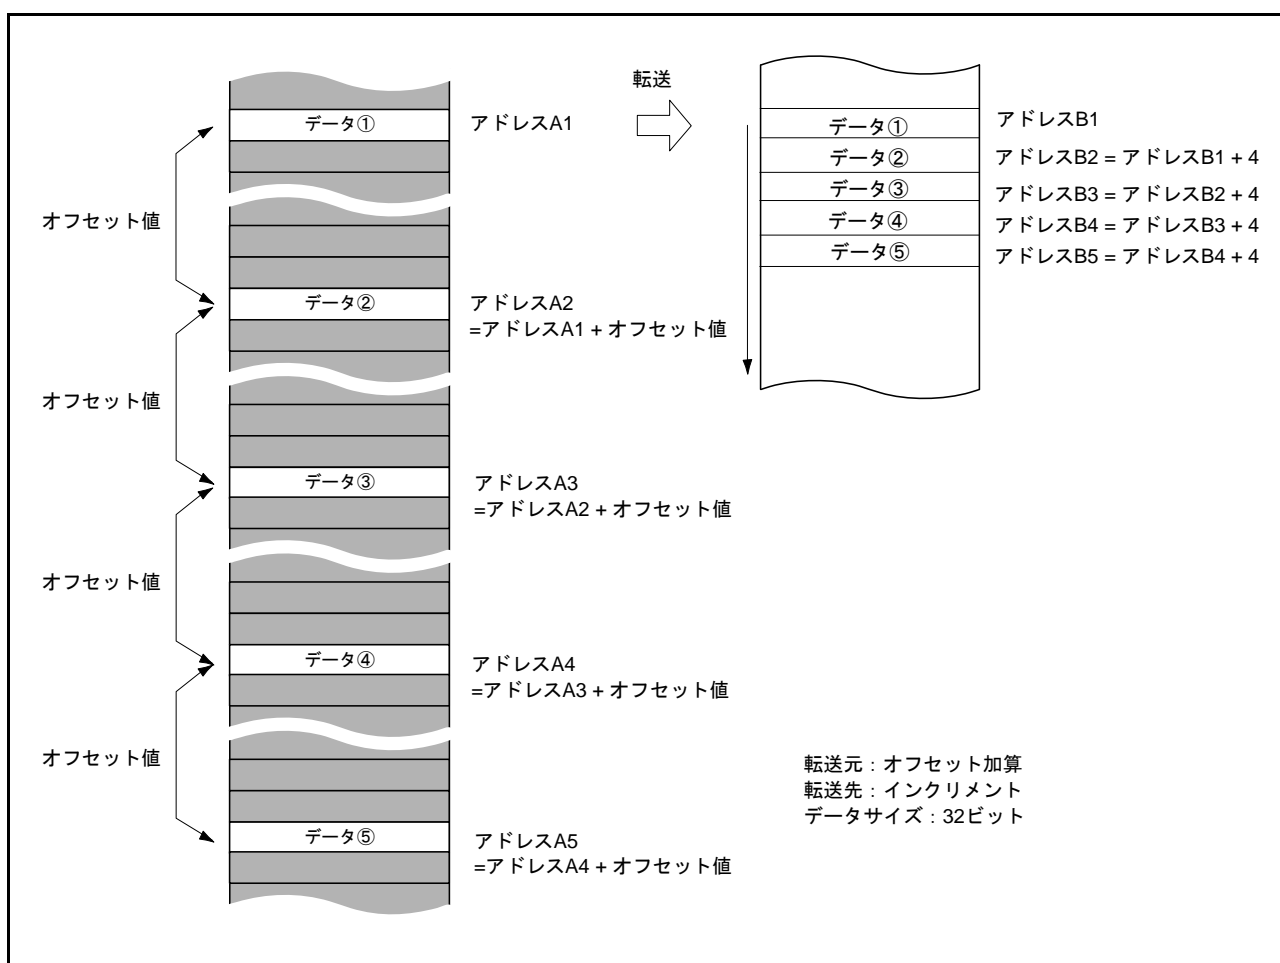 転送
データ①
アドレスA1
オフセット値
データ②
アドレスA2
=アドレスA1 + オフセット値
オフセット値
データ③
アドレスA3
=アドレスA2 + オフセット値
オフセット値
データ④
アドレスA4
=アドレスA3 + オフセット値
オフセット値
データ⑤
アドレスA5
=アドレスA4 + オフセット値
データ①
アドレスB1
データ②
アドレスB2 = アドレスB1 + 4
データ③
アドレスB3 = アドレスB2 + 4
データ④
アドレスB4 = アドレスB3 + 4
データ⑤
アドレスB5 = アドレスB4 + 4
転送元：オフセット加算
転送先：インクリメント
データサイズ：32ビット